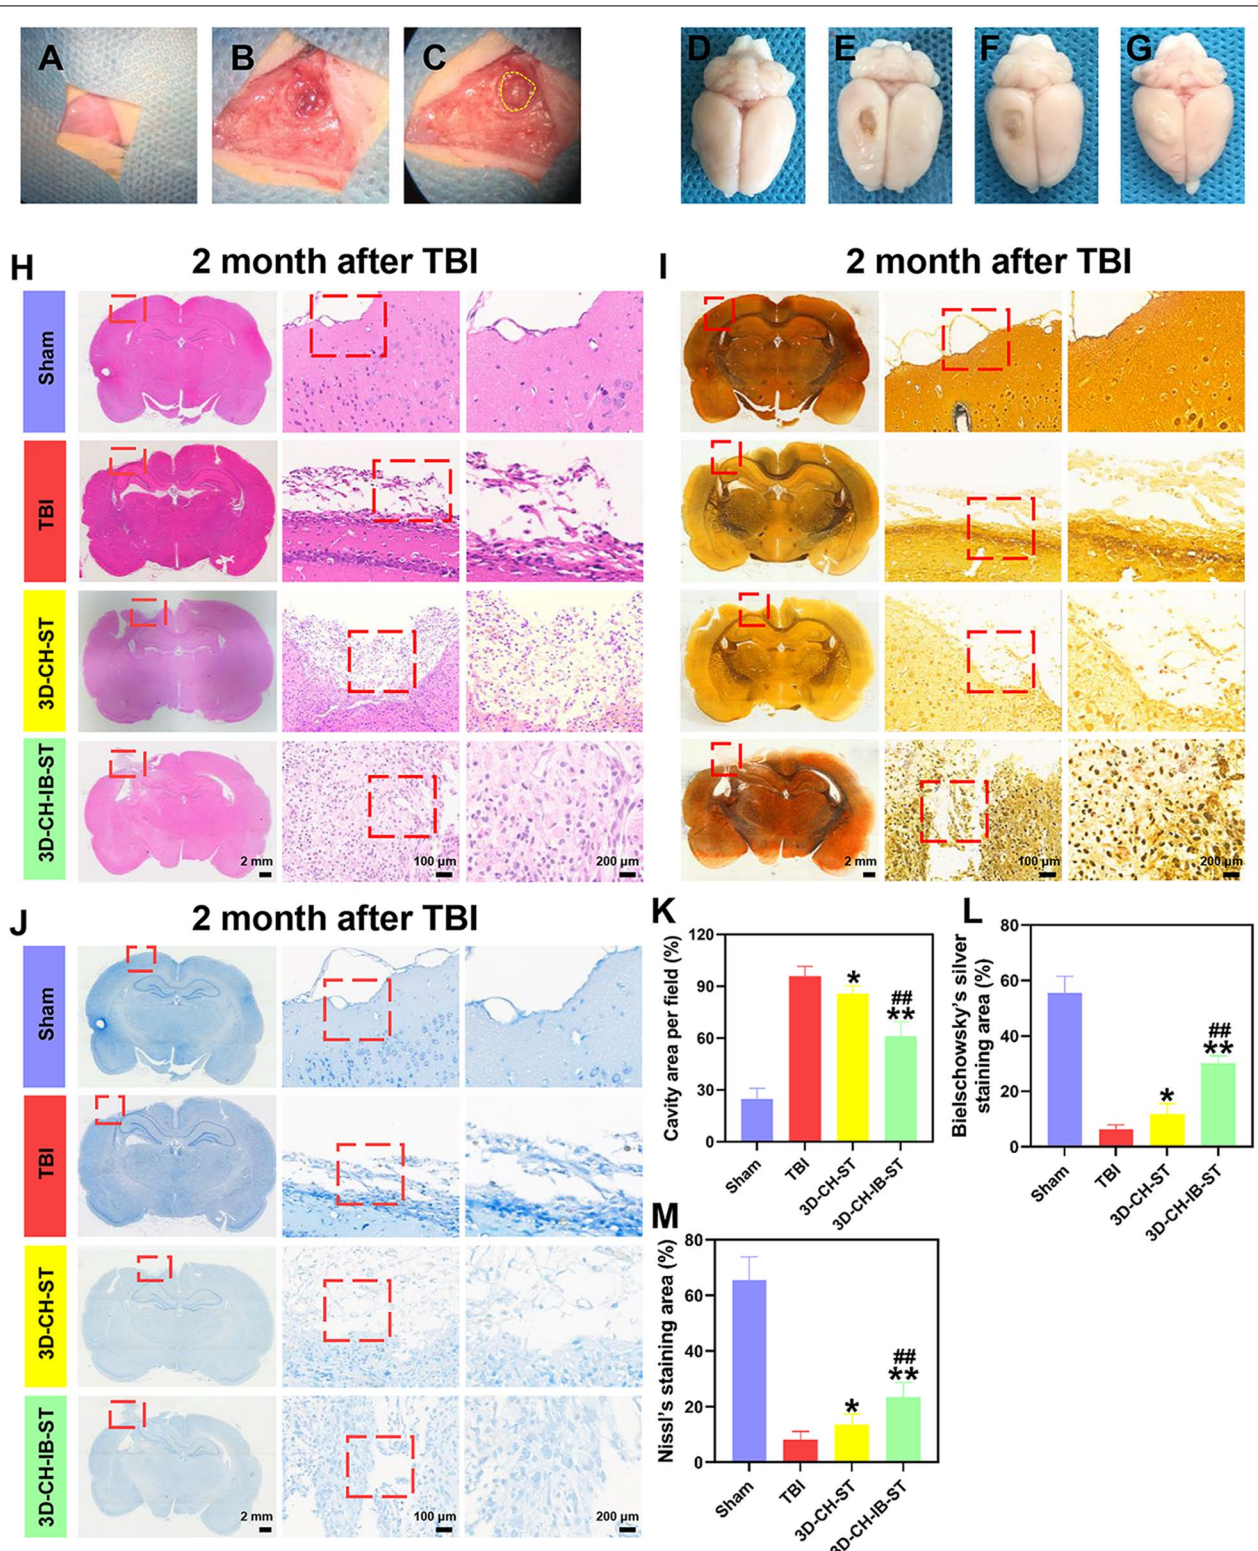 A
B
C
D
E
F
G
H
2 month after TBI
I
2 month after TBI
Sham
TBI
3D-CH-ST
3D-CH-IB-ST
2 mm
100 μm
200 μm
2 mm
100 μm
200 μm
J
2 month after TBI
Sham
TBI
3D-CH-ST
3D-CH-IB-ST
2 mm
100 μm
200 μm
K
Cavity area per field (%)
120
90
60
30
0
*
##
**
Sham
TBI
3D-CH-ST
3D-CH-IB-ST
L
Bielschowsky's silver
staining area (%)
80
60
40
20
0
*
##
**
Sham
TBI
3D-CH-ST
3D-CH-IB-ST
M
Nissl's staining area (%)
80
60
40
20
0
*
##
**
Sham
TBI
3D-CH-ST
3D-CH-IB-ST